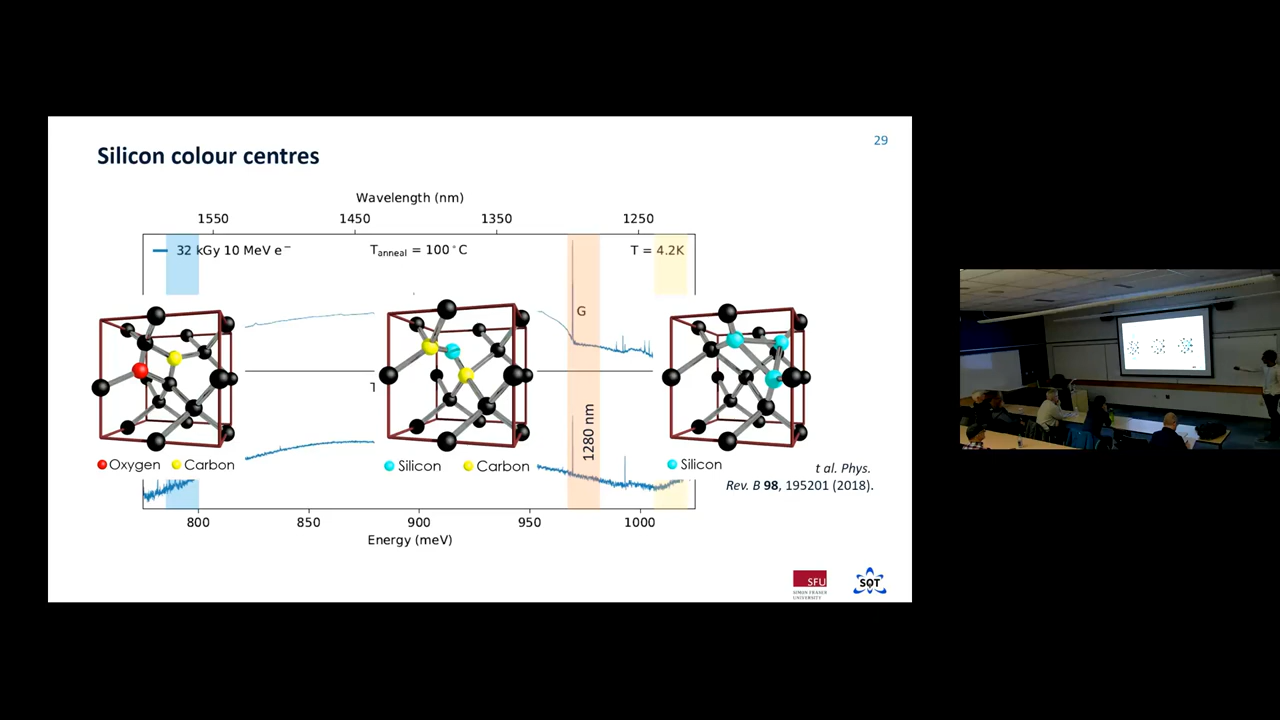 29
Silicon colour centres
Wavelength (nm)
1550 1450 1350 1250
32 kGy 10 MeV e⁻ Tanneal = 100°C T = 4.2K
G
T
1280 nm
Oxygen Carbon
Silicon Carbon
Silicon
t al. Phys.
Rev. B 98, 195201 (2018).
800 850 900 950 1000
Energy (meV)
SFU
SIMON FRASER
UNIVERSITY
SQT